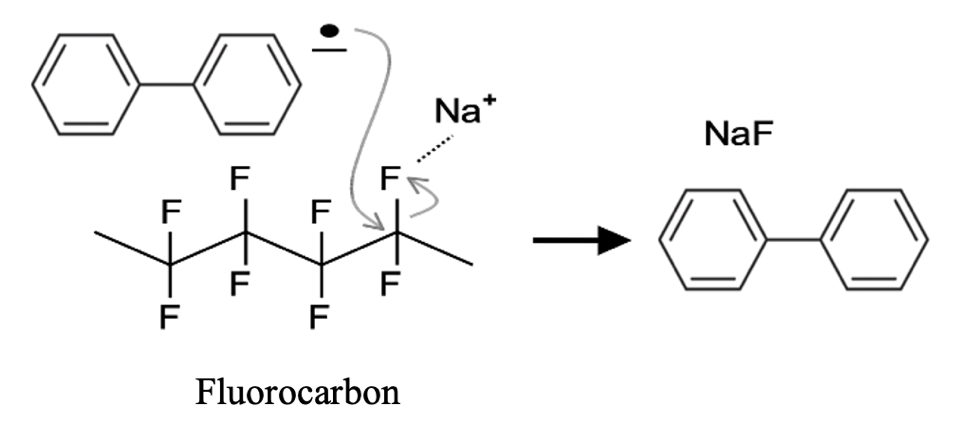 Na+
NaF
F F F F
F F F F
Fluorocarbon